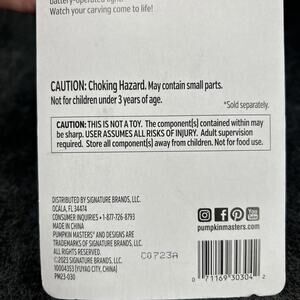 battery-operated light.
Watch your carving come to life!
CAUTION: Choking Hazard. May contain small parts.
Not for children under 3 years of age.
*Sold separately.
CAUTION: THIS IS NOT A TOY. The component[s] contained within may
be sharp. USER ASSUMES ALL RISKS OF INJURY. Adult supervision
required. Store all component[s] away from children. Not for food use.
DISTRIBUTED BY SIGNATURE BRANDS, LLC.
OCALA, FL 34474
CONSUMER INQUIRIES • 1-877-726-8793
MADE IN CHINA
PUMPKIN MASTERS® AND DESIGNS ARE
TRADEMARKS OF SIGNATURE BRANDS, LLC.
©2023 SIGNATURE BRANDS, LLC
10004353 (YUYAO CITY, CHINA)
PM23-030
C0723A
pumpkinmasters.com
0 71169 30304 2